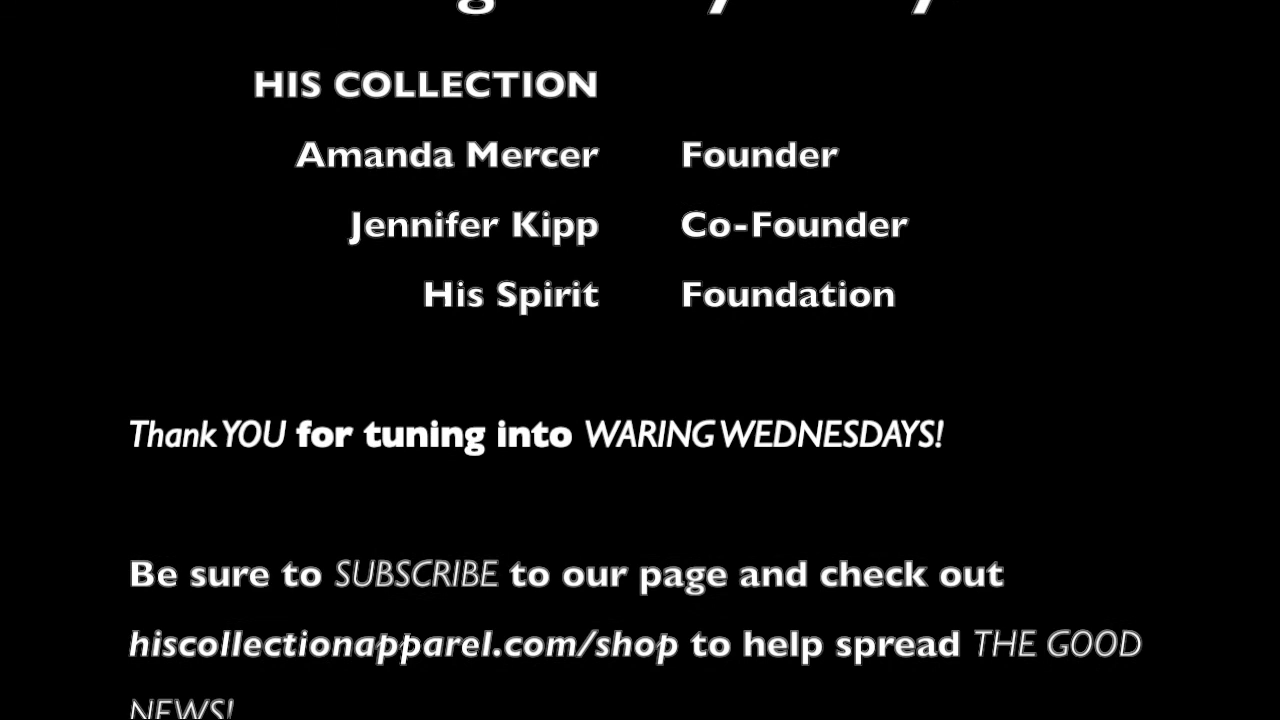 HIS COLLECTION
Amanda Mercer Founder
Jennifer Kipp Co-Founder
His Spirit Foundation
Thank YOU for tuning into WARING WEDNESDAYS!
Be sure to SUBSCRIBE to our page and check out
hiscollectionapparel.com/shop to help spread THE GOOD
NEWS!